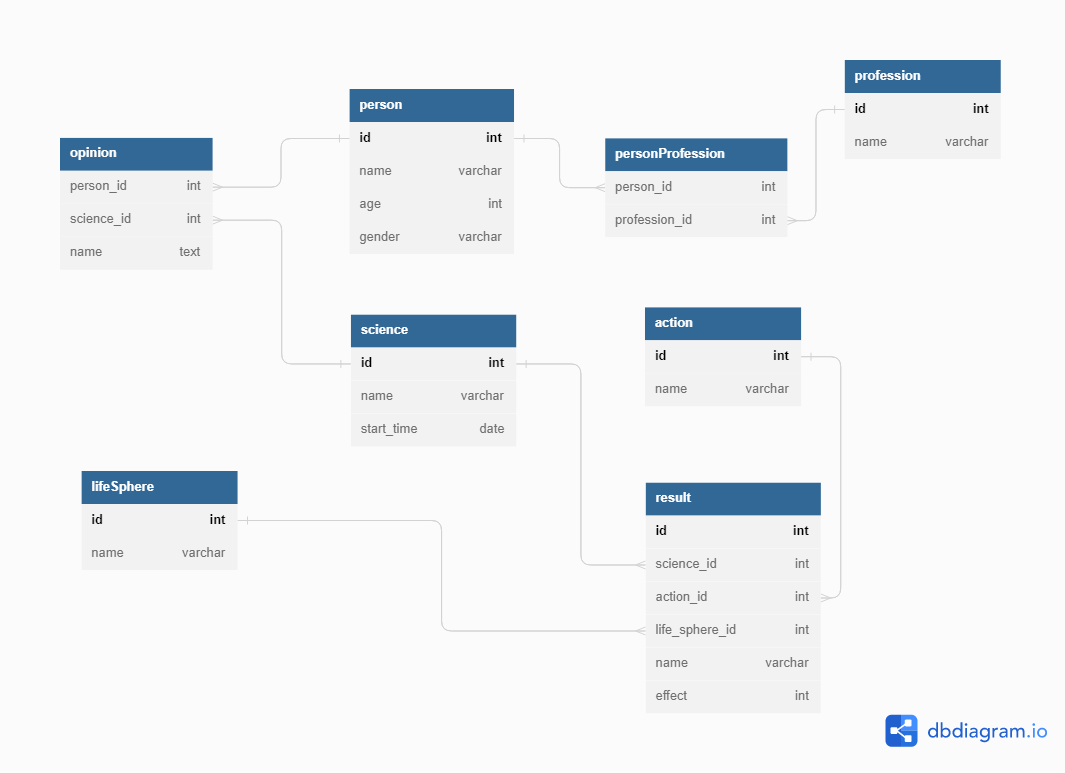 profession
id int
name varchar
person
id int
name varchar
age int
gender varchar
opinion
person_id int
science_id int
name text
personProfession
person_id int
profession_id int
science
id int
name varchar
start_time date
action
id int
name varchar
lifeSphere
id int
name varchar
result
id int
science_id int
action_id int
life_sphere_id int
name varchar
effect int
dbdiagram.io